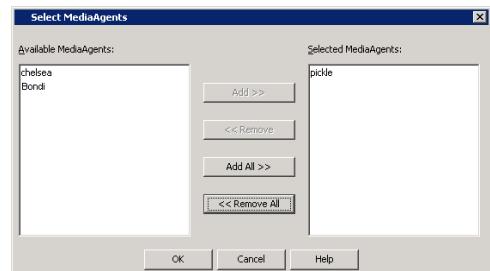 Select MediaAgents
Available MediaAgents:
Selected MediaAgents:
chelsea
Bondi
pickle
Add >>
<< Remove
Add All >>
<< Remove All
OK
Cancel
Help